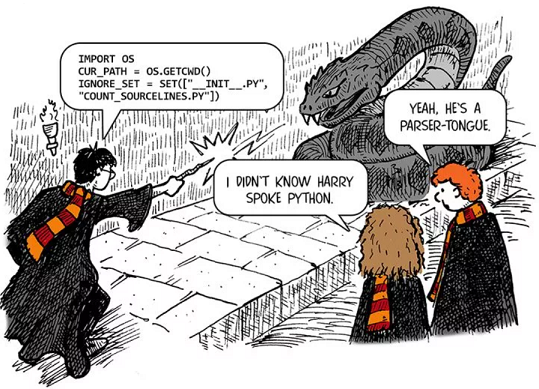 IMPORT OS
CUR_PATH = OS.GETCWD()
IGNORE_SET = SET(["__INIT__.PY",
"COUNT_SOURCELINES.PY"])
YEAH, HE'S A
PARSER-TONGUE.
I DIDN'T KNOW HARRY
SPOKE PYTHON.